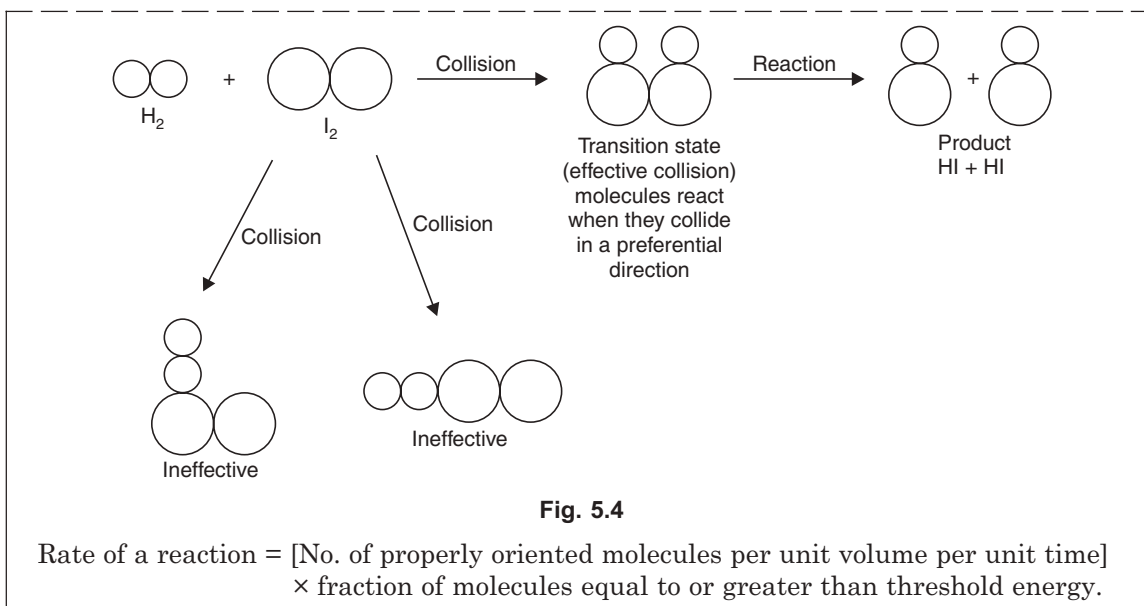 Collision
Reaction
+
+
H₂
I₂
Transition state
(effective collision)
molecules react
when they collide
in a preferential
direction
Product
HI + HI
Collision
Collision
Ineffective
Ineffective
Fig. 5.4
Rate of a reaction = [No. of properly oriented molecules per unit volume per unit time]
× fraction of molecules equal to or greater than threshold energy.